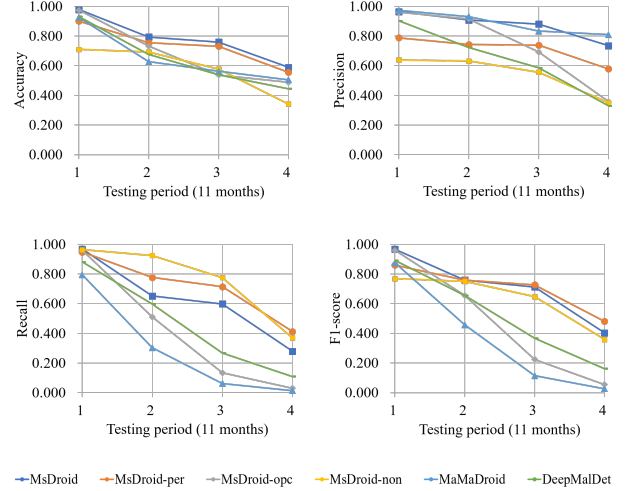 Accuracy
0.800
0.600
0.400
0.200
0.000
1 2 3 4
Testing period (11 months)
Precision
0.800
0.600
0.400
0.200
0.000
1 2 3 4
Testing period (11 months)
Recall
1.000
0.800
0.600
0.400
0.200
0.000
1 2 3 4
Testing period (11 months)
F1-score
1.000
0.800
0.600
0.400
0.200
0.000
1 2 3 4
Testing period (11 months)
MsDroid MsDroid-per MsDroid-opc MsDroid-non MaMaDroid DeepMalDet